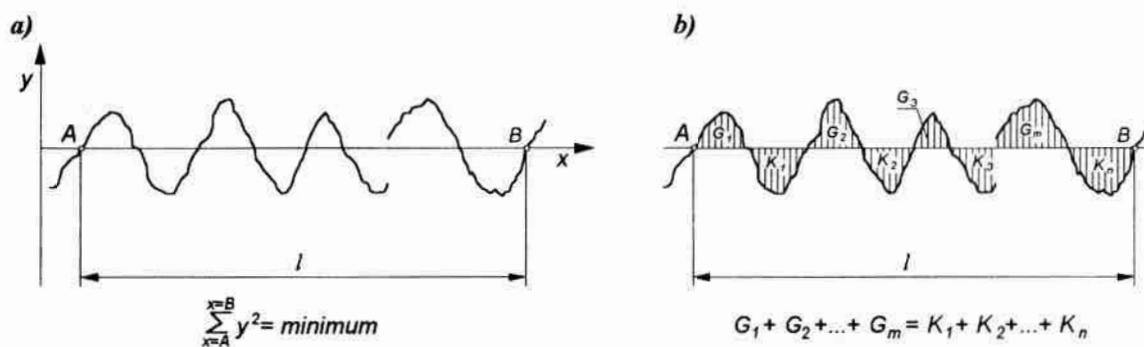 a)
y
A
B
x
l
x=B
∑ y² = minimum
x=A
b)
G₃
A
G₁
G₂
Gₘ
B
K₁
K₂
K₃
Kₙ
l
G₁ + G₂ +...+ Gₘ = K₁ + K₂ +...+ Kₙ